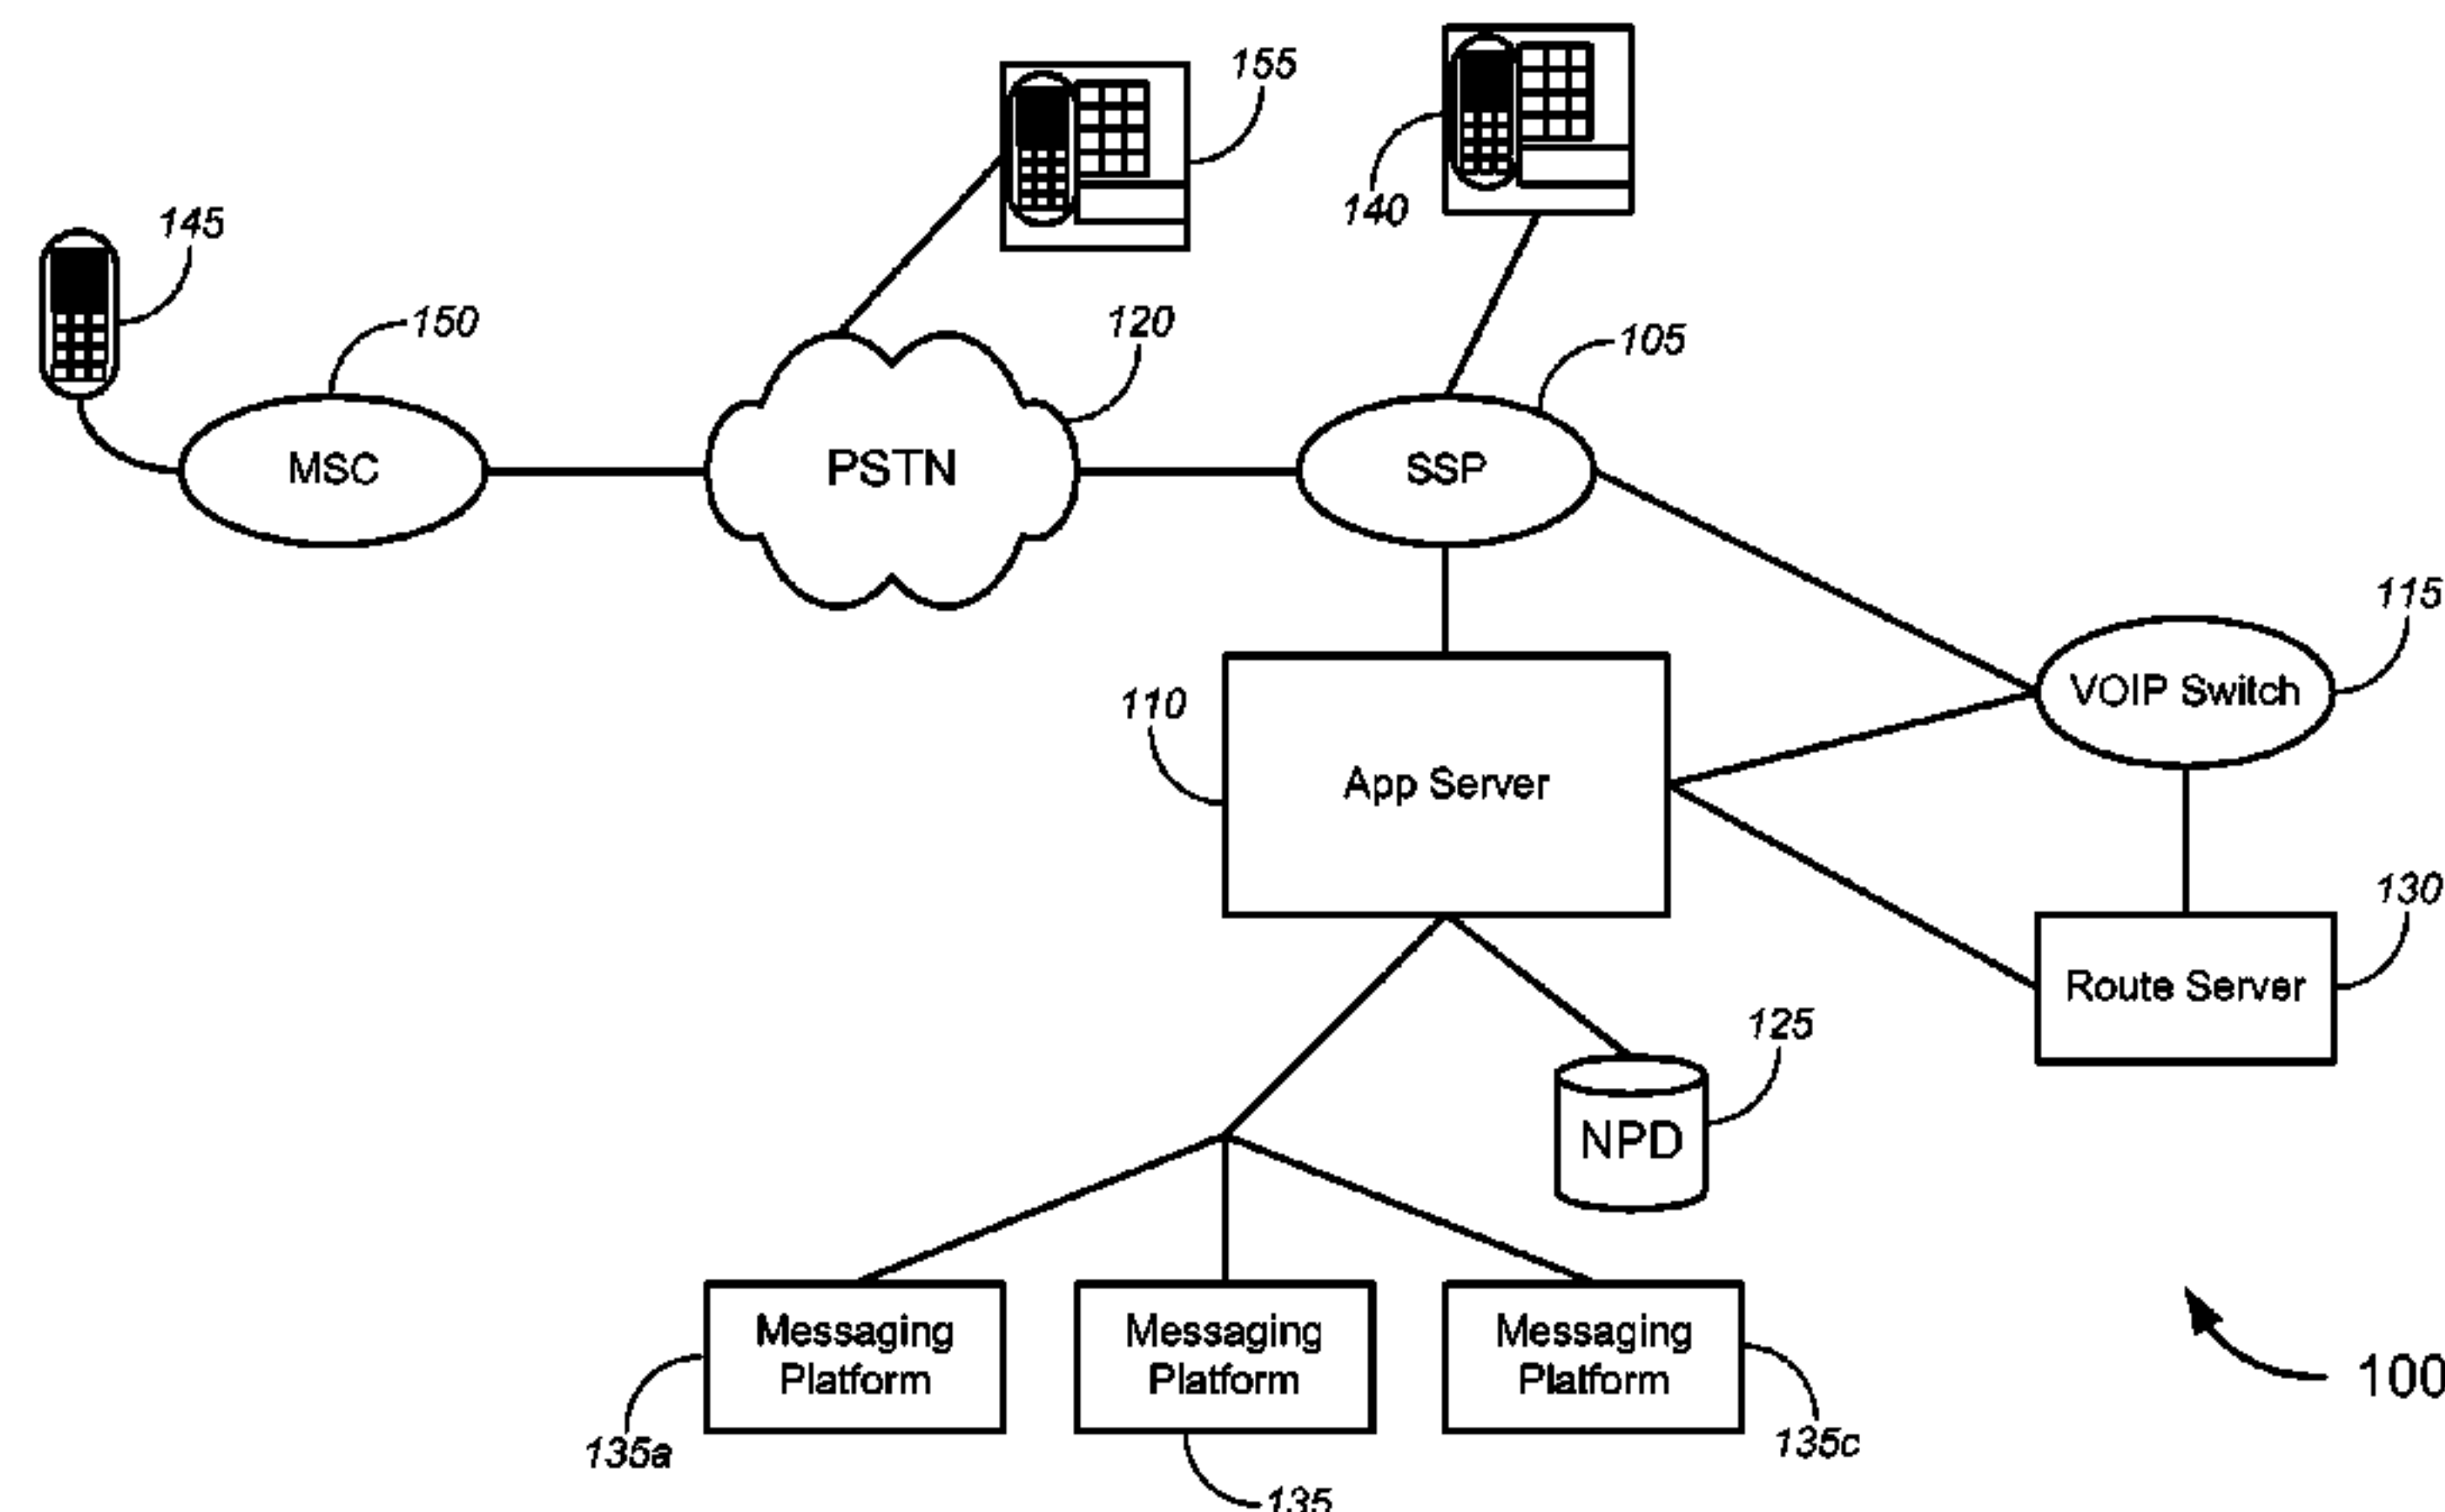 155
140
145
150
120
105
MSC
PSTN
SSP
115
VOIP Switch
110
App Server
130
Route Server
125
NPD
Messaging
Platform
Messaging
Platform
Messaging
Platform
100
135a
135c
135